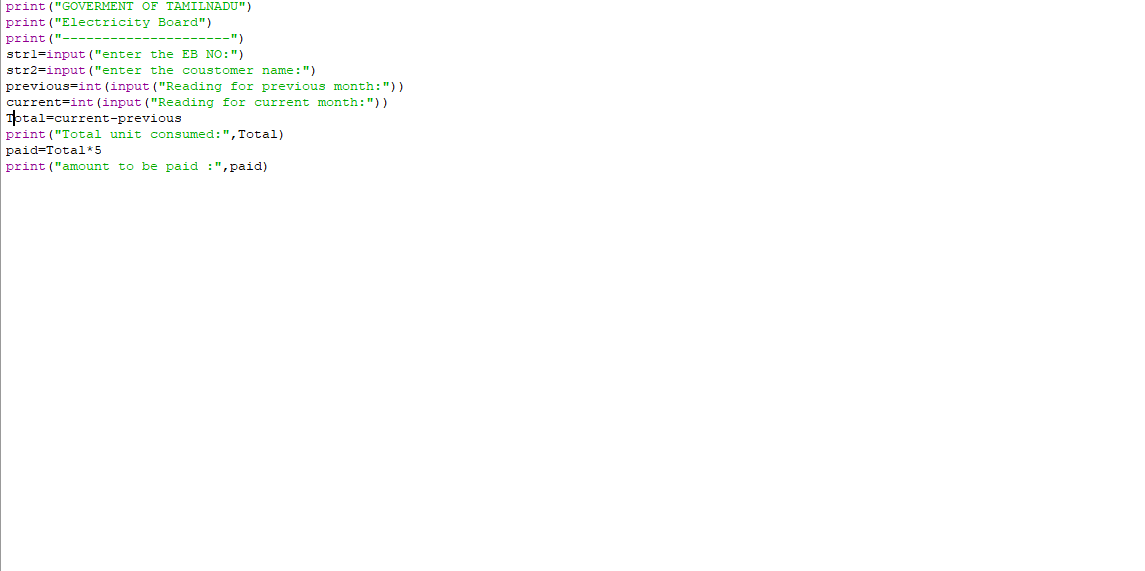 print("GOVERMENT OF TAMILNADU")
print("Electricity Board")
print("---------------------")
str1=input("enter the EB NO:")
str2=input("enter the coustomer name:")
previous=int(input("Reading for previous month:"))
current=int(input("Reading for current month:"))
Total=current-previous
print("Total unit consumed:",Total)
paid=Total*5
print("amount to be paid :",paid)